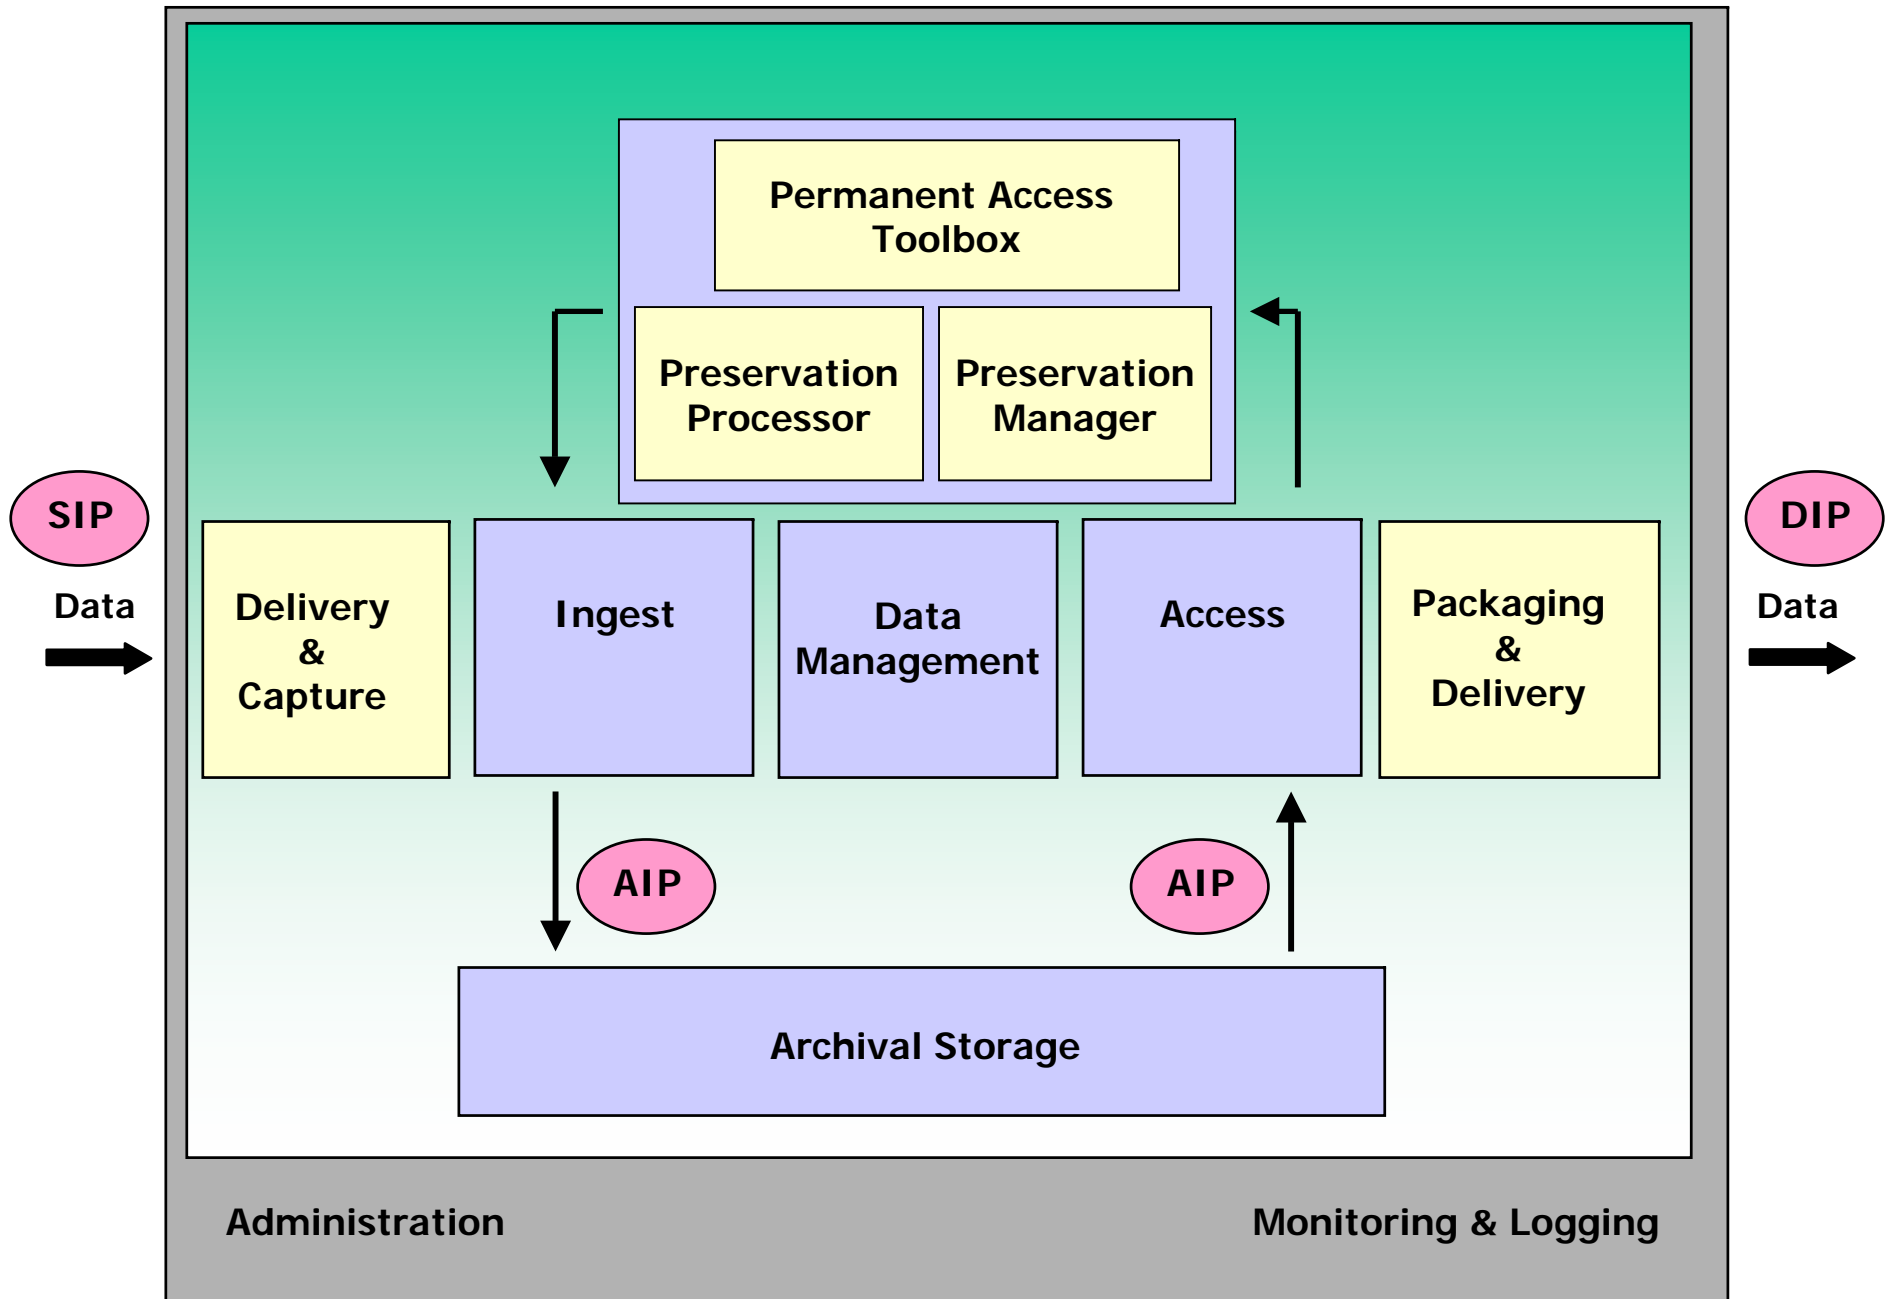 Permanent Access
Toolbox
Preservation
Processor
Preservation
Manager
SIP
Data
Delivery
&
Capture
Ingest
Data
Management
Access
Packaging
&
Delivery
DIP
Data
AIP
AIP
Archival Storage
Administration
Monitoring & Logging